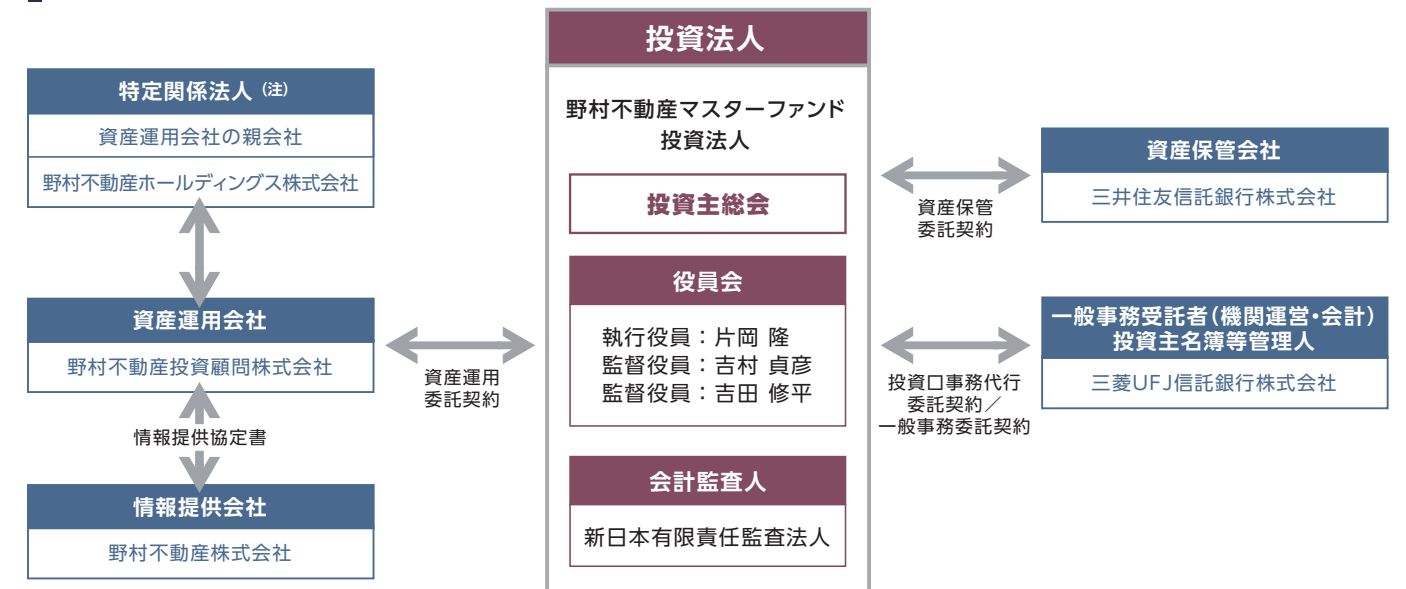 特定関係法人（注）
資産運用会社の親会社
野村不動産ホールディングス株式会社
資産運用会社
野村不動産投資顧問株式会社
情報提供協定書
情報提供会社
野村不動産株式会社
資産運用
委託契約
投資法人
野村不動産マスターファンド
投資法人
投資主総会
役員会
執行役員：片岡 隆
監督役員：吉村 貞彦
監督役員：吉田 修平
会計監査人
新日本有限責任監査法人
資産保管
委託契約
投資口事務代行
委託契約／
一般事務委託契約
資産保管会社
三井住友信託銀行株式会社
一般事務受託者（機関運営・会計）
投資主名簿等管理人
三菱UFJ信託銀行株式会社